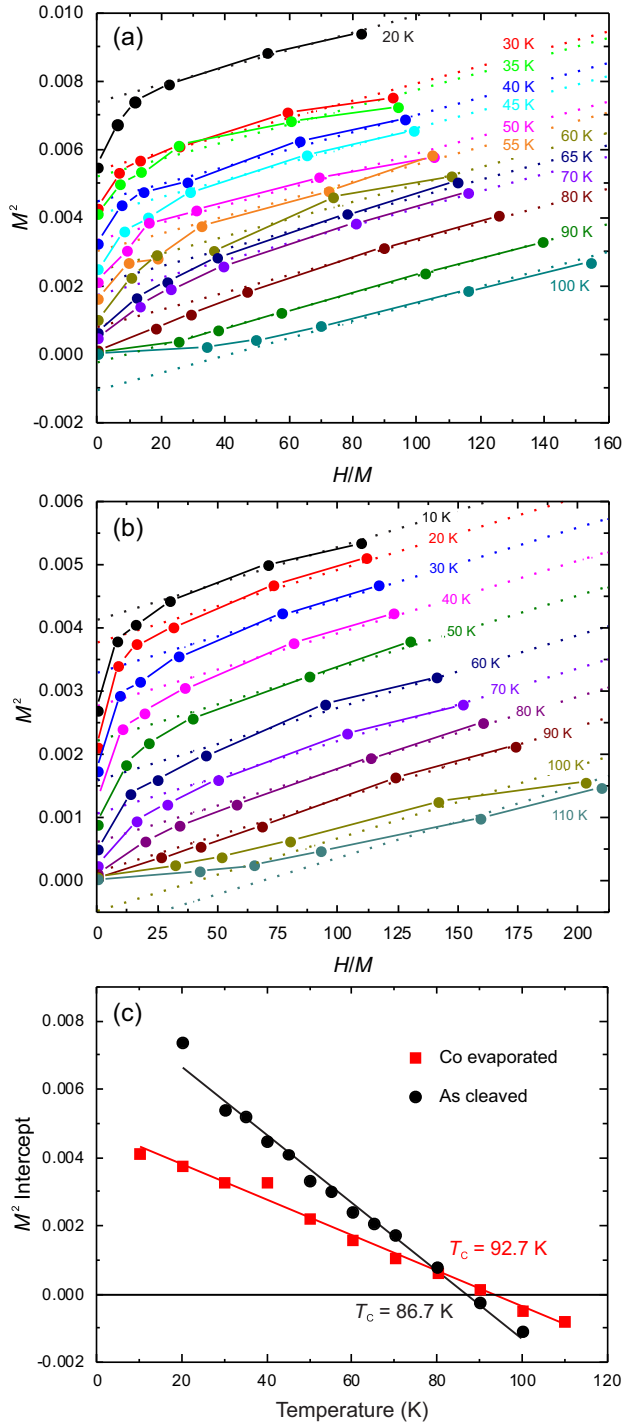 (a)
0.010
0.008
0.006
0.004
0.002
0.000
-0.002
M²
20 K
30 K
35 K
40 K
45 K
50 K
55 K
60 K
65 K
70 K
80 K
90 K
100 K
0 20 40 60 80 100 120 140 160
H/M
(b)
0.006
0.005
0.004
0.003
0.002
0.001
0.000
M²
10 K
20 K
30 K
40 K
50 K
60 K
70 K
80 K
90 K
100 K
110 K
0 25 50 75 100 125 150 175 200
H/M
(c)
0.008
0.006
0.004
0.002
0.000
-0.002
M² Intercept
Co evaporated
As cleaved
T_C = 92.7 K
T_C = 86.7 K
0 20 40 60 80 100 120
Temperature (K)